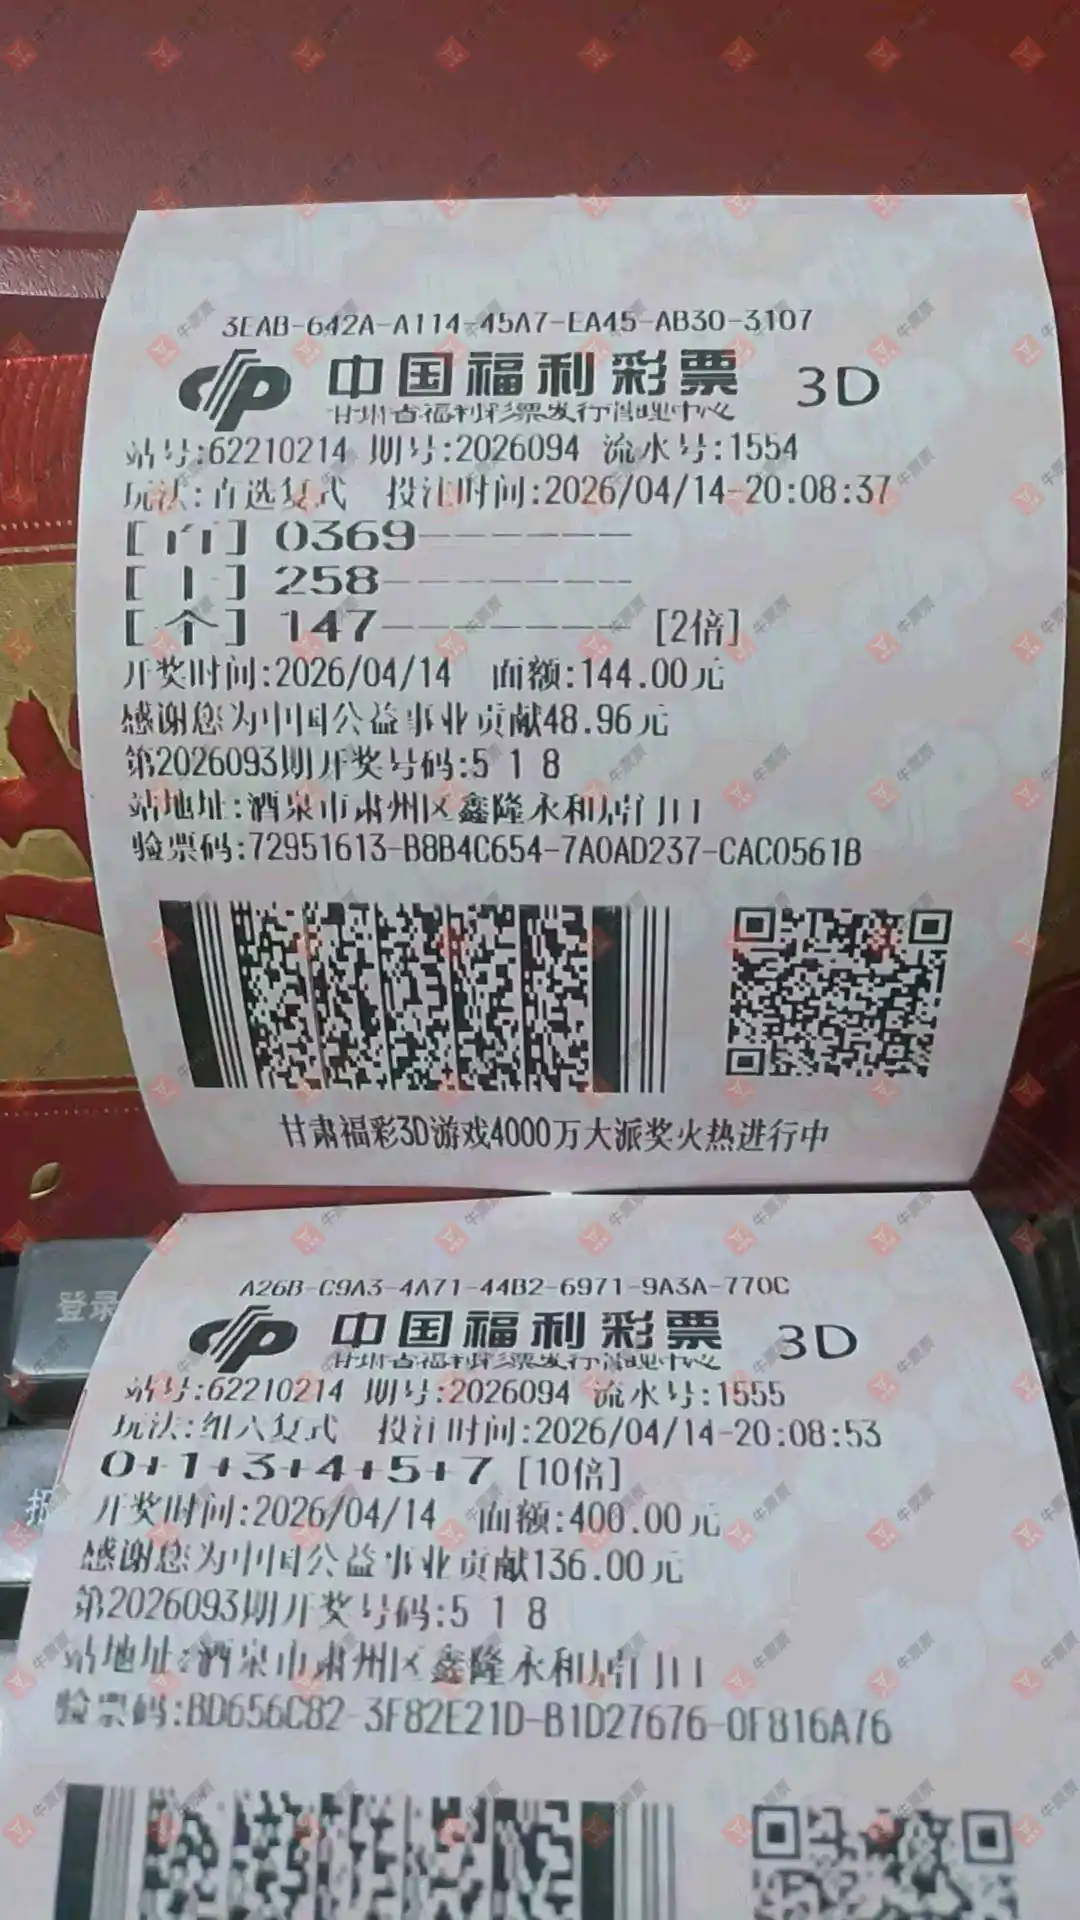 3EAB-642A-A114-45A7-EA45-AB30-3107
中国福利彩票 3D
甘肃省福利彩票发行管理中心
站号:62210214 期号:2026094 流水号:1554
玩法:直选复式 投注时间:2026/04/14-20:08:37
[百] 0369------
[十] 258-------
[个] 147------- [2倍]
开奖时间:2026/04/14 面额:144.00元
感谢您为中国公益事业贡献48.96元
第2026093期开奖号码:5 1 8
站地址:酒泉市肃州区鑫隆永和居门口
验票码:72951613-B8B4C654-7A0AD237-CAC0561B
甘肃福彩3D游戏4000万大派奖火热进行中
A26B-C9A3-4A71-44B2-6971-9A3A-770C
中国福利彩票 3D
甘肃省福利彩票发行管理中心
站号:62210214 期号:2026094 流水号:1555
玩法:组六复式 投注时间:2026/04/14-20:08:53
0+1+3+4+5+7 [10倍]
开奖时间:2026/04/14 面额:400.00元
感谢您为中国公益事业贡献136.00元
第2026093期开奖号码:5 1 8
站地址:酒泉市肃州区鑫隆永和居门口
验票码:BD656C82-3F82E21D-B1D27676-0F816A76
登录
牛票票